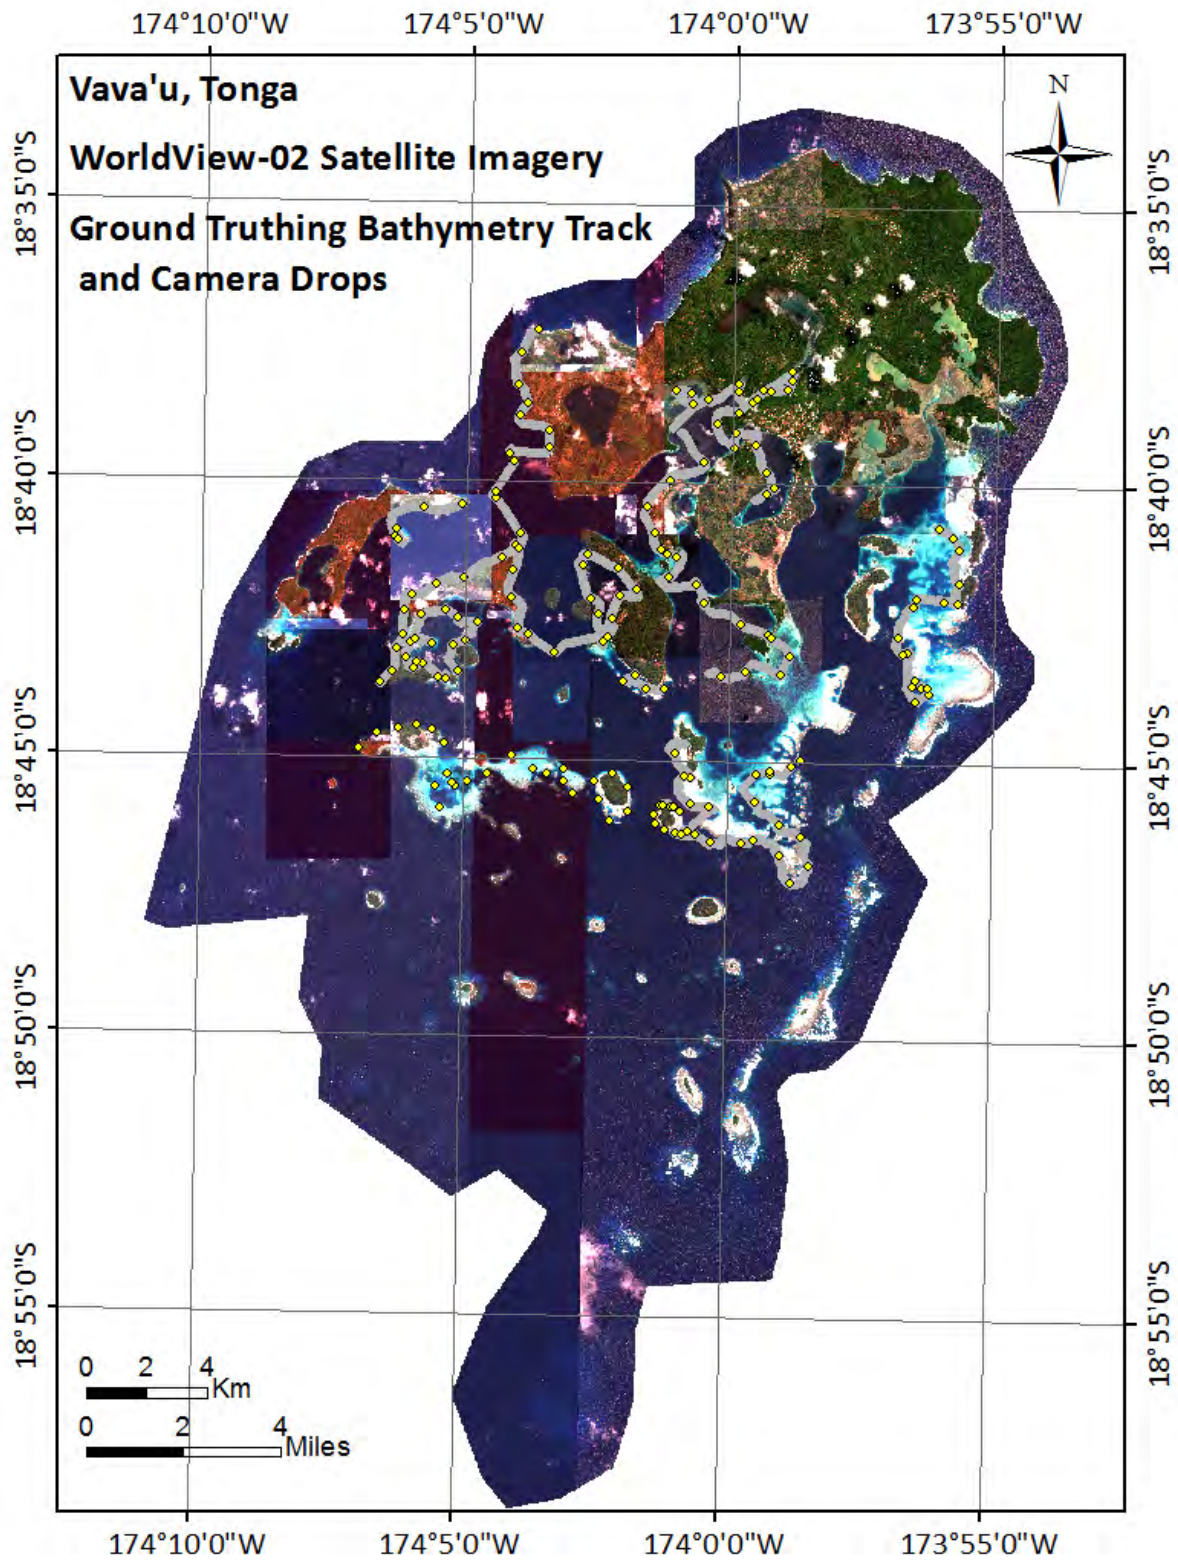 174°10'0"W 174°5'0"W 174°0'0"W 173°55'0"W
Vava'u, Tonga
N
WorldView-02 Satellite Imagery
Ground Truthing Bathymetry Track
and Camera Drops
18°35'0"S 18°35'0"S
18°40'0"S 18°40'0"S
18°45'0"S 18°45'0"S
18°50'0"S 18°50'0"S
18°55'0"S 18°55'0"S
0 2 4
Km
0 2 4
Miles
174°10'0"W 174°5'0"W 174°0'0"W 173°55'0"W